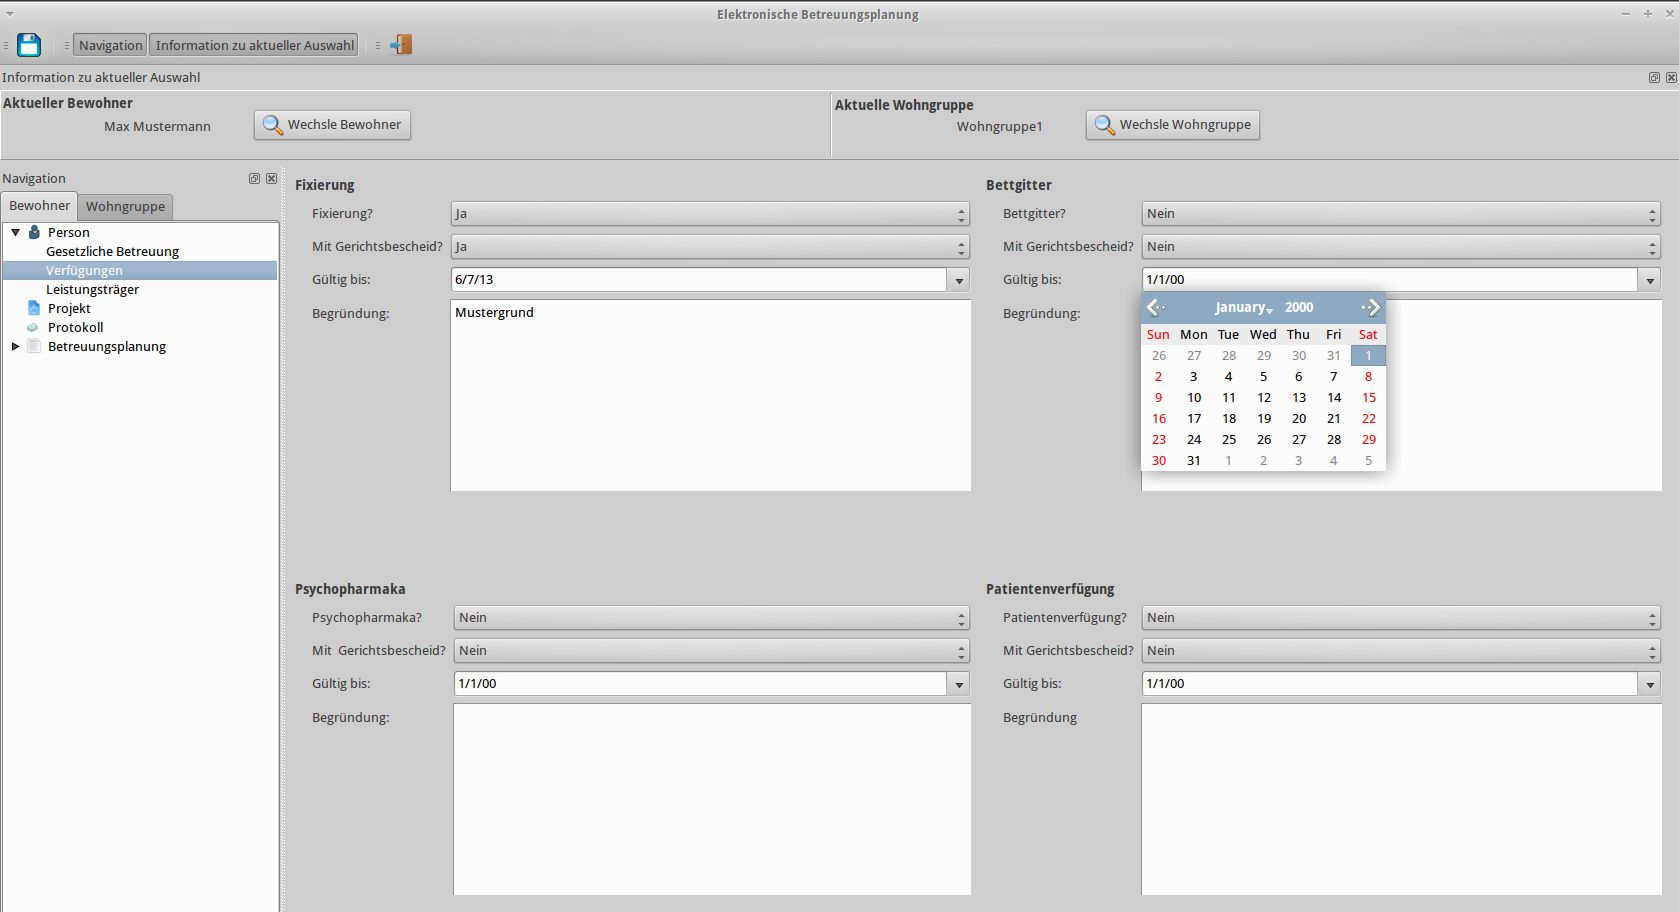 Elektronische Betreuungsplanung
Navigation Information zu aktueller Auswahl
Information zu aktueller Auswahl
Aktueller Bewohner
Max Mustermann Wechsle Bewohner
Aktuelle Wohngruppe
Wohngruppe1 Wechsle Wohngruppe
Navigation
Bewohner Wohngruppe
Person
Gesetzliche Betreuung
Verfügungen
Leistungsträger
Projekt
Protokoll
Betreuungsplanung
Fixierung
Fixierung? Ja
Mit Gerichtsbescheid? Ja
Gültig bis: 6/7/13
Begründung: Mustergrund
Bettgitter
Bettgitter? Nein
Mit Gerichtsbescheid? Nein
Gültig bis: 1/1/00
Begründung:
January 2000
Sun Mon Tue Wed Thu Fri Sat
26 27 28 29 30 31 1
2 3 4 5 6 7 8
9 10 11 12 13 14 15
16 17 18 19 20 21 22
23 24 25 26 27 28 29
30 31 1 2 3 4 5
Psychopharmaka
Psychopharmaka? Nein
Mit Gerichtsbescheid? Nein
Gültig bis: 1/1/00
Begründung:
Patientenverfügung
Patientenverfügung? Nein
Mit Gerichtsbescheid? Nein
Gültig bis: 1/1/00
Begründung